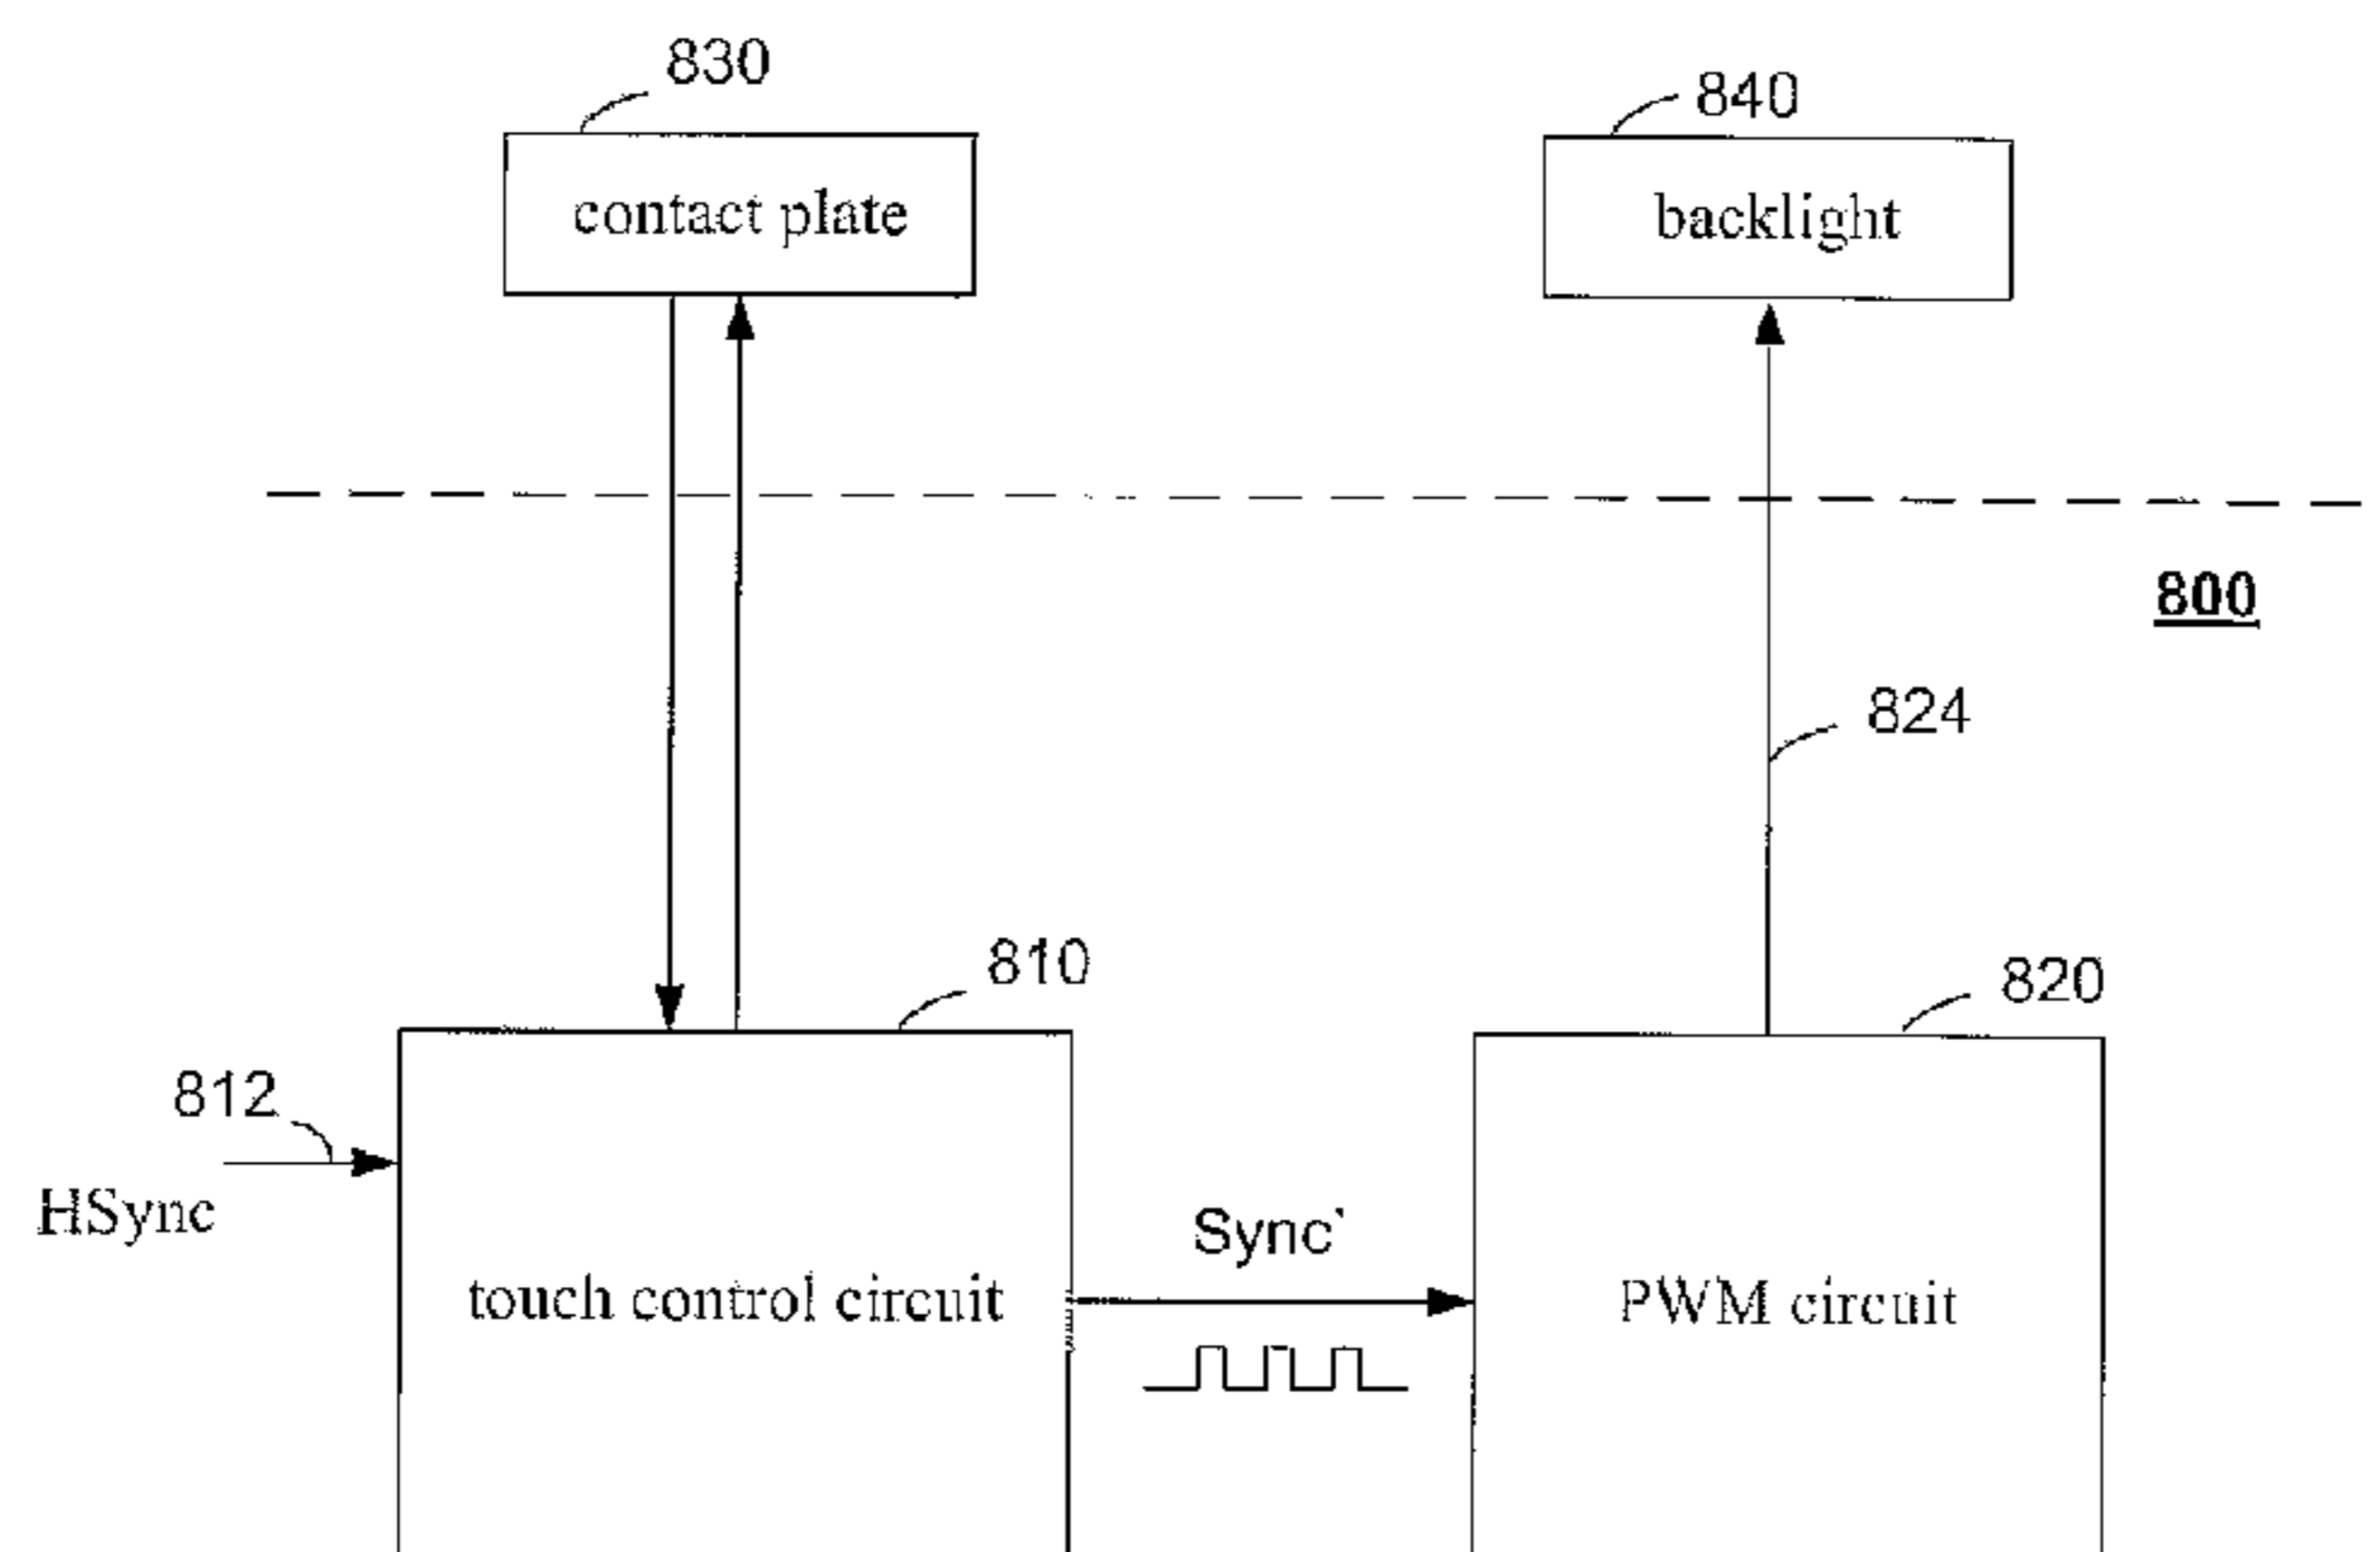 830
840
contact plate
backlight
800
824
810
820
812
HSync
Sync`
touch control circuit
PWM circuit